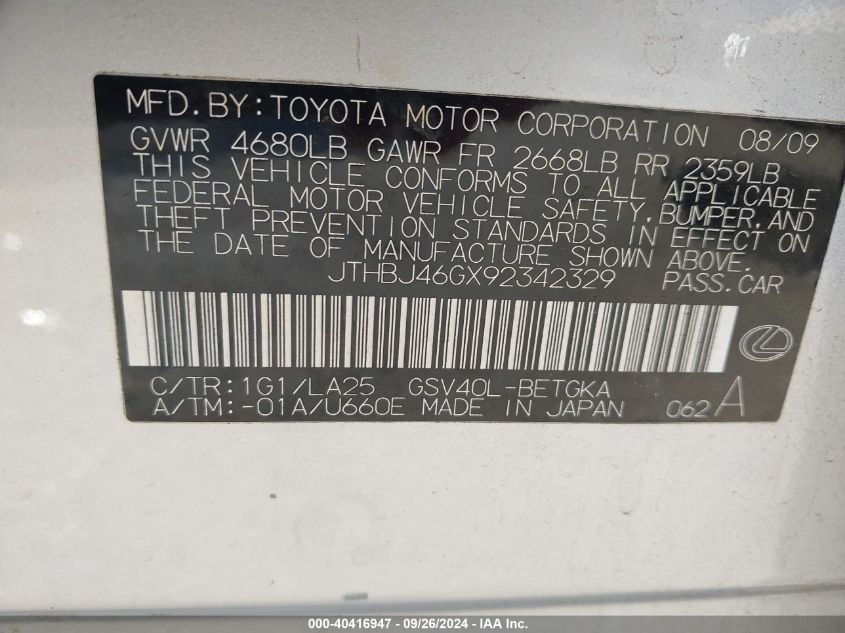 MFD. BY: TOYOTA MOTOR CORPORATION 08/09
GVWR 4680LB GAWR FR 2668LB RR 2359LB
THIS VEHICLE CONFORMS TO ALL APPLICABLE
FEDERAL MOTOR VEHICLE SAFETY, BUMPER, AND
THEFT PREVENTION STANDARDS IN EFFECT ON
THE DATE OF MANUFACTURE SHOWN ABOVE.
JTHBJ46GX92342329 PASS. CAR
C/TR: 1G1/LA25 GSV40L-BETGKA
A/TM: -01A/U660E MADE IN JAPAN 062 A
000-40416947 - 09/26/2024 - IAA Inc.